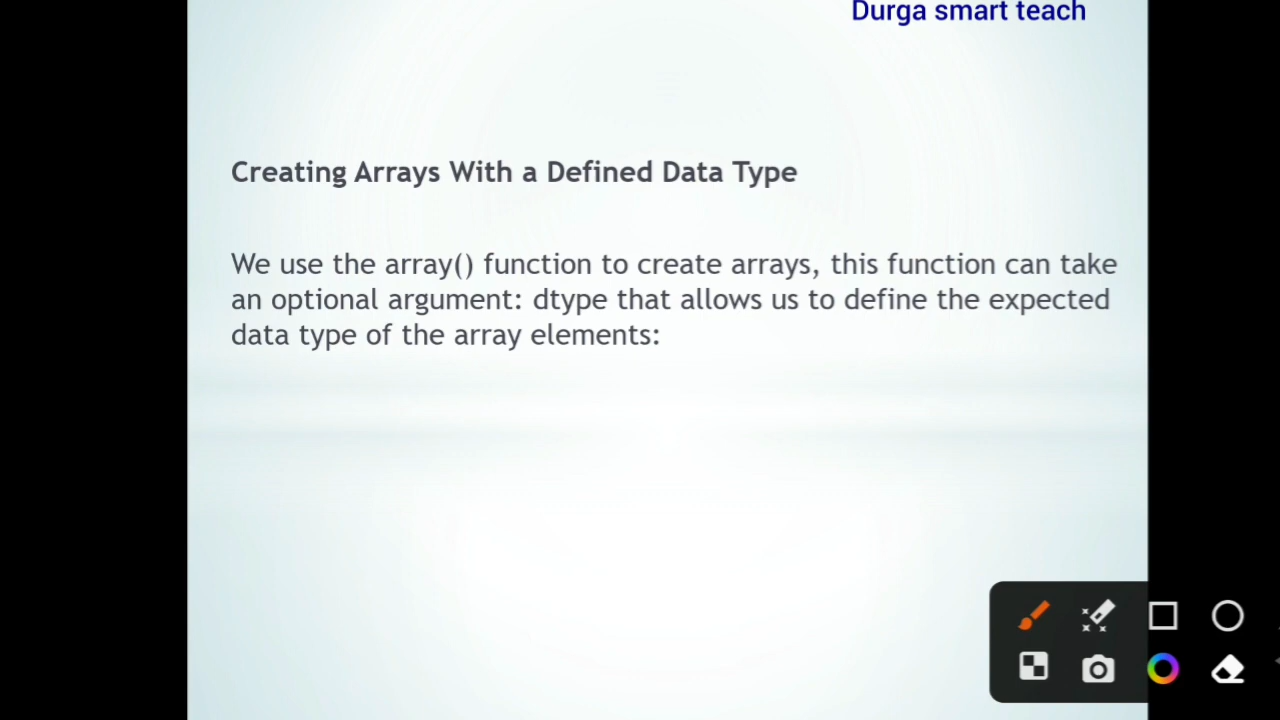 Durga smart teach
Creating Arrays With a Defined Data Type
We use the array() function to create arrays, this function can take
an optional argument: dtype that allows us to define the expected
data type of the array elements: